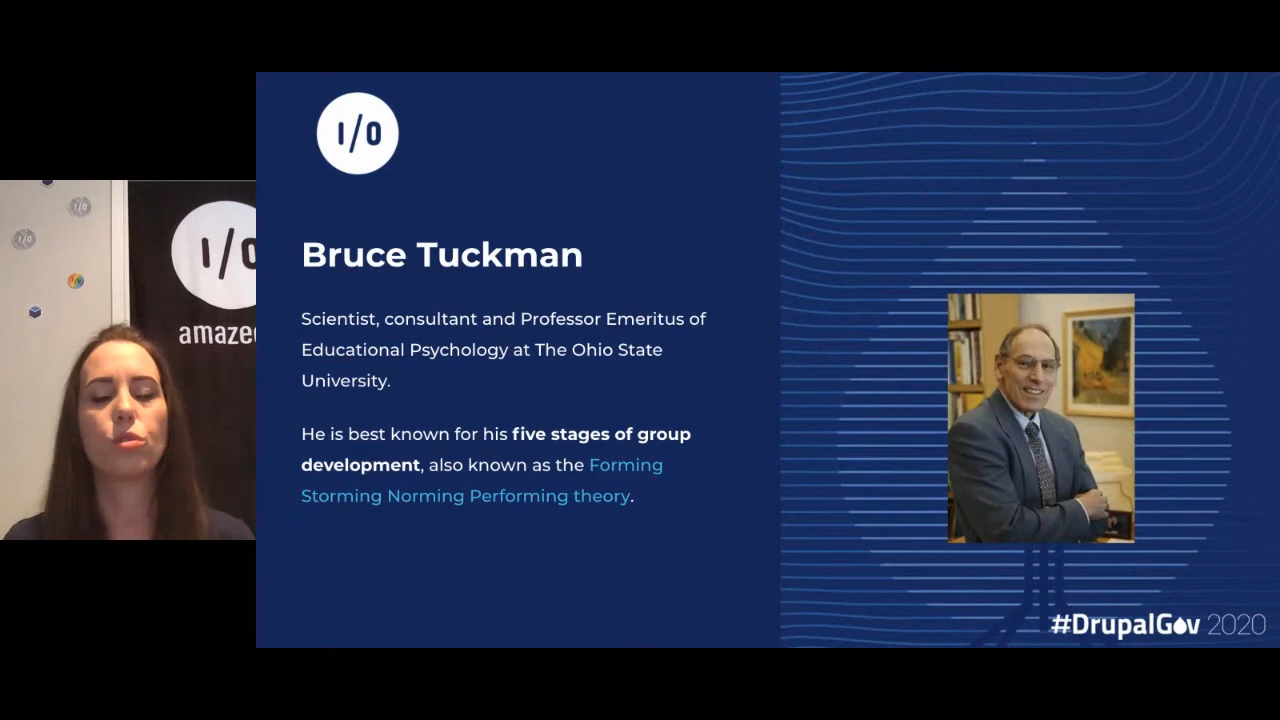 I/O
Bruce Tuckman
Scientist, consultant and Professor Emeritus of
Educational Psychology at The Ohio State
University.
He is best known for his five stages of group
development, also known as the Forming
Storming Norming Performing theory.
I/O
I/O
I/O
amazee
#DrupalGov 2020